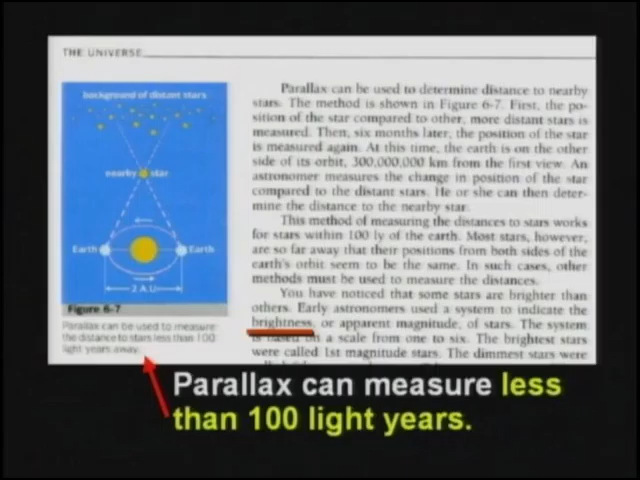 THE UNIVERSE
background of distant stars
nearby star
Earth
Earth
2 A.U.
Figure 6-7
Parallax can be used to measure
the distance to stars less than 100
light years away.
Parallax can be used to determine distance to nearby
stars. The method is shown in Figure 6-7. First, the po-
sition of the star compared to other, more distant stars is
measured. Then, six months later, the position of the star
is measured again. At this time, the earth is on the other
side of its orbit, 300,000,000 km from the first view. An
astronomer measures the change in position of the star
compared to the distant stars. He or she can then deter-
mine the distance to the nearby star.
This method of measuring the distances to stars works
for stars within 100 ly of the earth. Most stars, however,
are so far away that their positions from both sides of the
earth's orbit seem to be the same. In such cases, other
methods must be used to measure the distances.
You have noticed that some stars are brighter than
others. Early astronomers used a system to indicate the
brightness, or apparent magnitude, of stars. The system
is based on a scale from one to six. The brightest stars
were called 1st magnitude stars. The dimmest stars were
Parallax can measure less
than 100 light years.